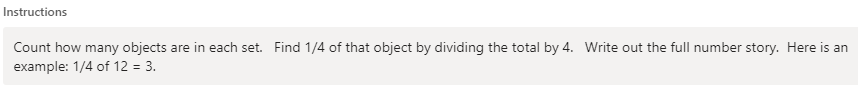 Instructions
Count how many objects are in each set.   Find 1/4 of that object by dividing the total by 4.   Write out the full number story.  Here is an
example: 1/4 of 12 = 3.